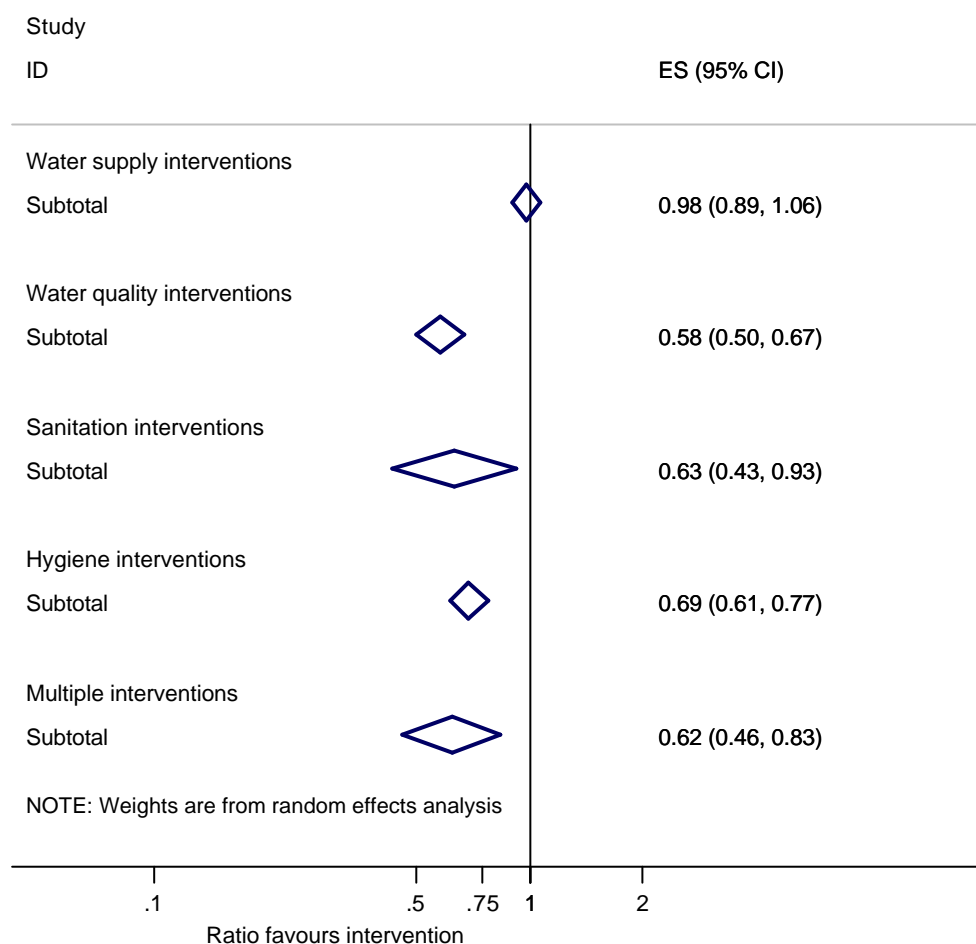 Study
ID ES (95% CI)
Water supply interventions
Subtotal 0.98 (0.89, 1.06)
Water quality interventions
Subtotal 0.58 (0.50, 0.67)
Sanitation interventions
Subtotal 0.63 (0.43, 0.93)
Hygiene interventions
Subtotal 0.69 (0.61, 0.77)
Multiple interventions
Subtotal 0.62 (0.46, 0.83)
NOTE: Weights are from random effects analysis
.1 .5 .75 1 2
Ratio favours intervention